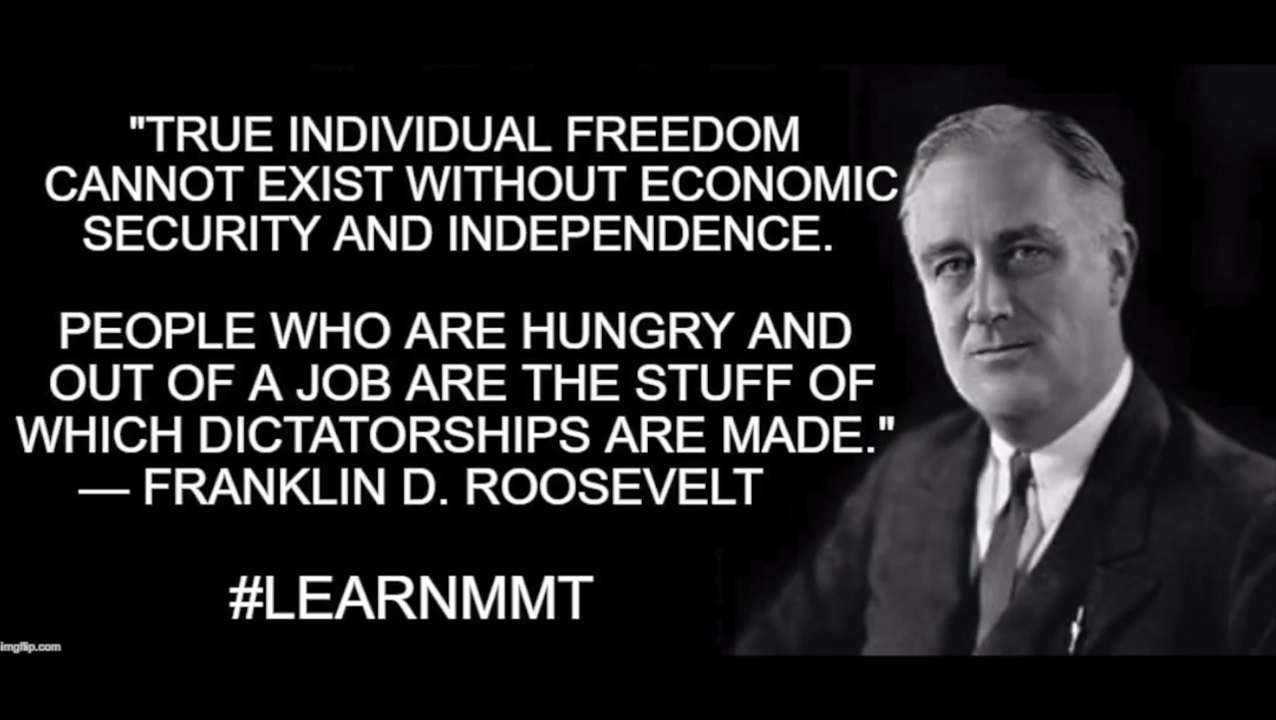 "TRUE INDIVIDUAL FREEDOM
CANNOT EXIST WITHOUT ECONOMIC
SECURITY AND INDEPENDENCE.
PEOPLE WHO ARE HUNGRY AND
OUT OF A JOB ARE THE STUFF OF
WHICH DICTATORSHIPS ARE MADE."
— FRANKLIN D. ROOSEVELT
#LEARNMMT
imgflip.com